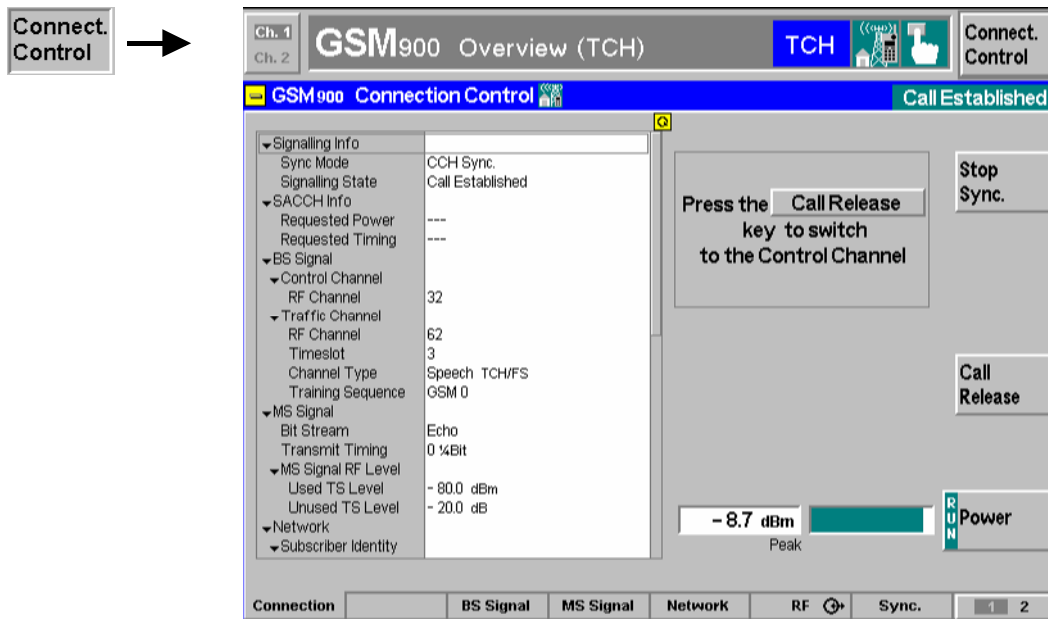 Connect.
Control
Ch. 1
Ch. 2
GSM900 Overview (TCH)
TCH
Connect.
Control
GSM900 Connection Control
Call Established
Signalling Info
Sync Mode CCH Sync.
Signalling State Call Established
SACCH Info
Requested Power ---
Requested Timing ---
BS Signal
Control Channel
RF Channel 32
Traffic Channel
RF Channel 62
Timeslot 3
Channel Type Speech TCH/FS
Training Sequence GSM 0
MS Signal
Bit Stream Echo
Transmit Timing 0 ¼Bit
MS Signal RF Level
Used TS Level - 80.0 dBm
Unused TS Level - 20.0 dB
Network
Subscriber Identity
Press the Call Release
key to switch
to the Control Channel
Stop
Sync.
Call
Release
- 8.7 dBm
Peak
RUN
Power
Connection BS Signal MS Signal Network RF Sync. 1 2